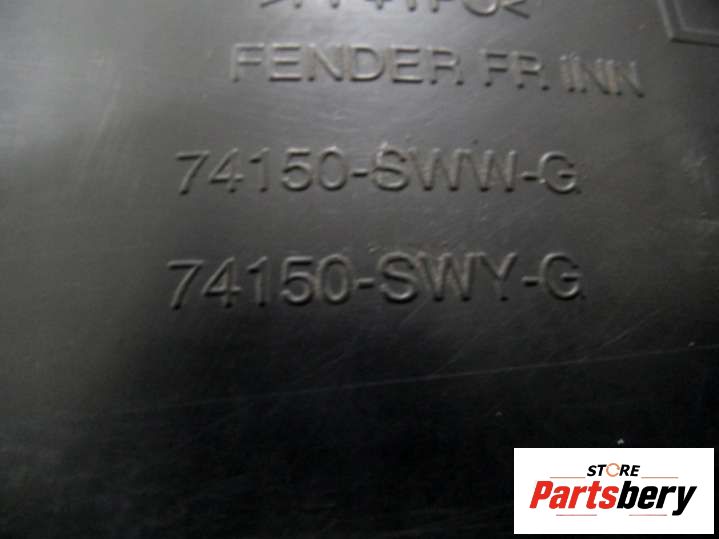 FENDER FR. INN
74150-SWW-G
74150-SWY-G
STORE
Partsbery